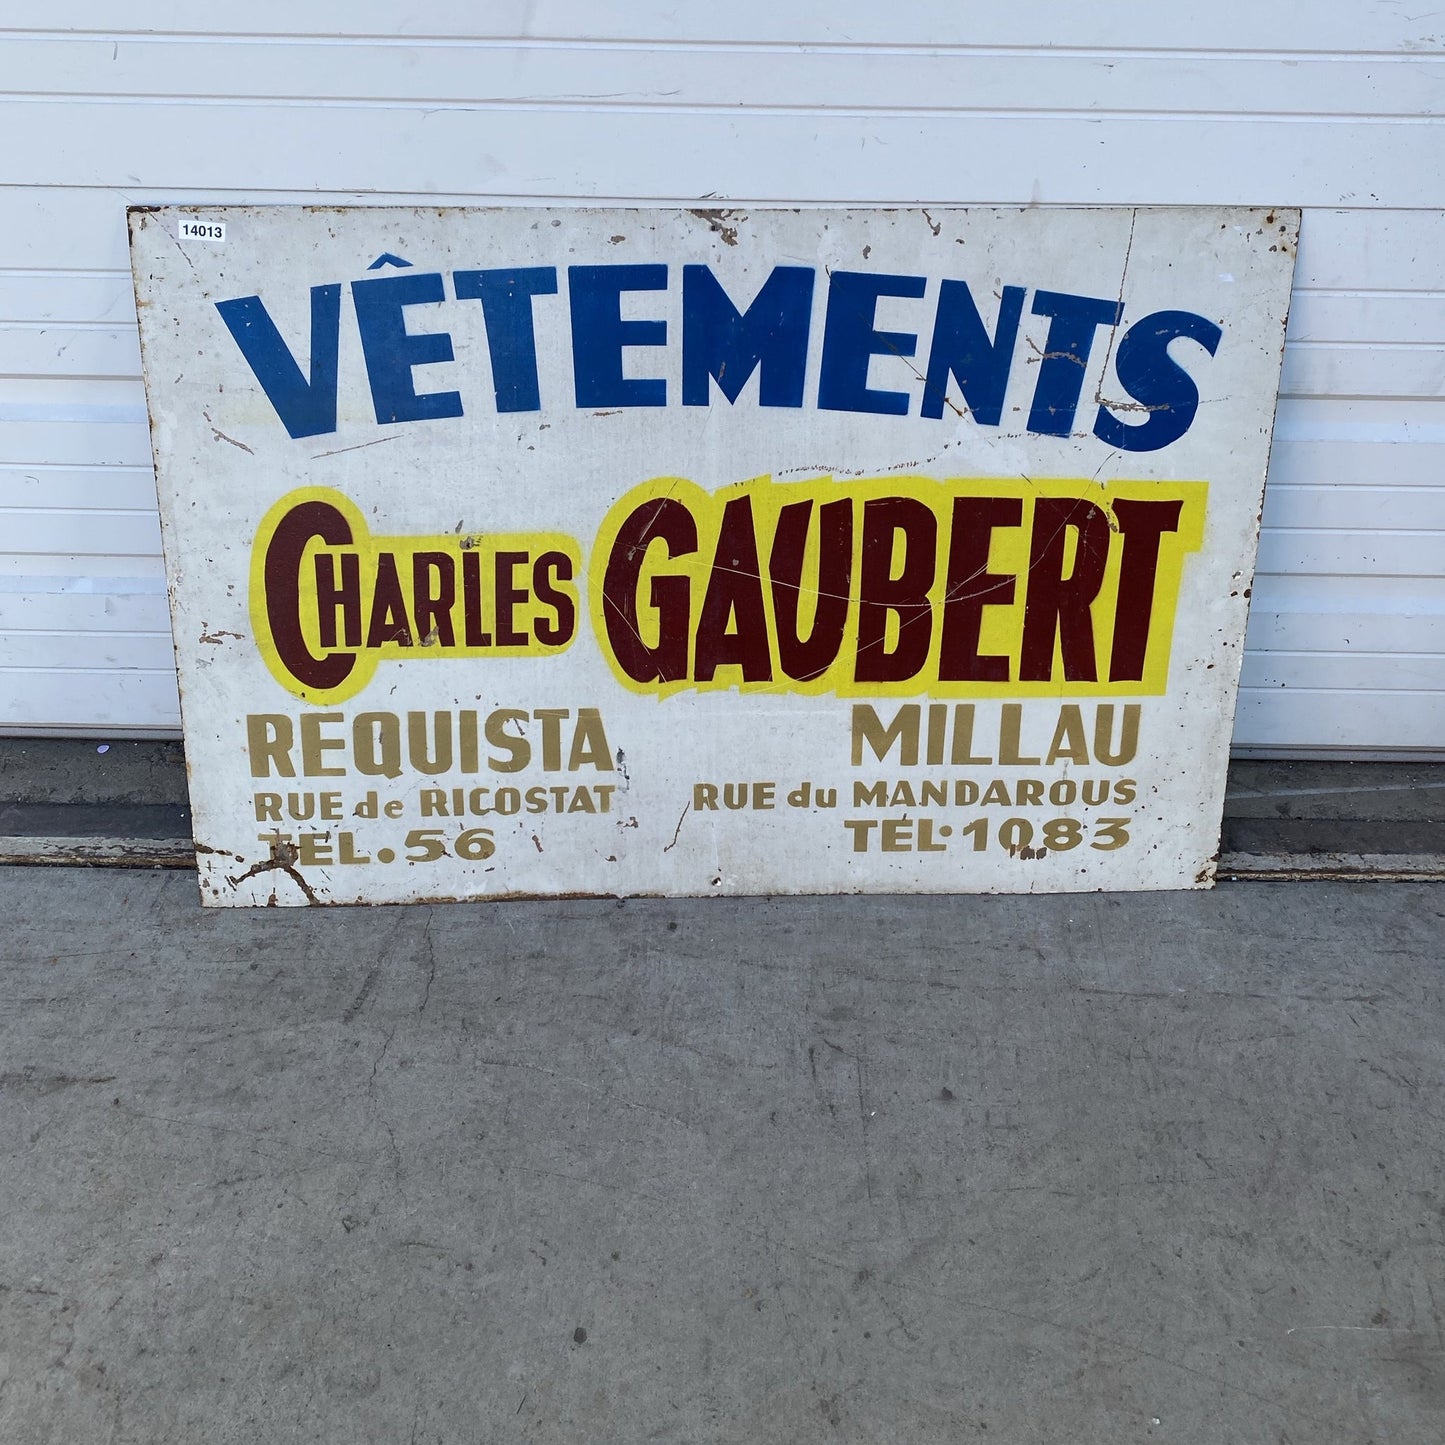 14013
VÊTEMENTS
CHARLES GAUBERT
REQUISTA
RUE de RICOSTAT
TEL.56
MILLAU
RUE du MANDAROUS
TEL·1083